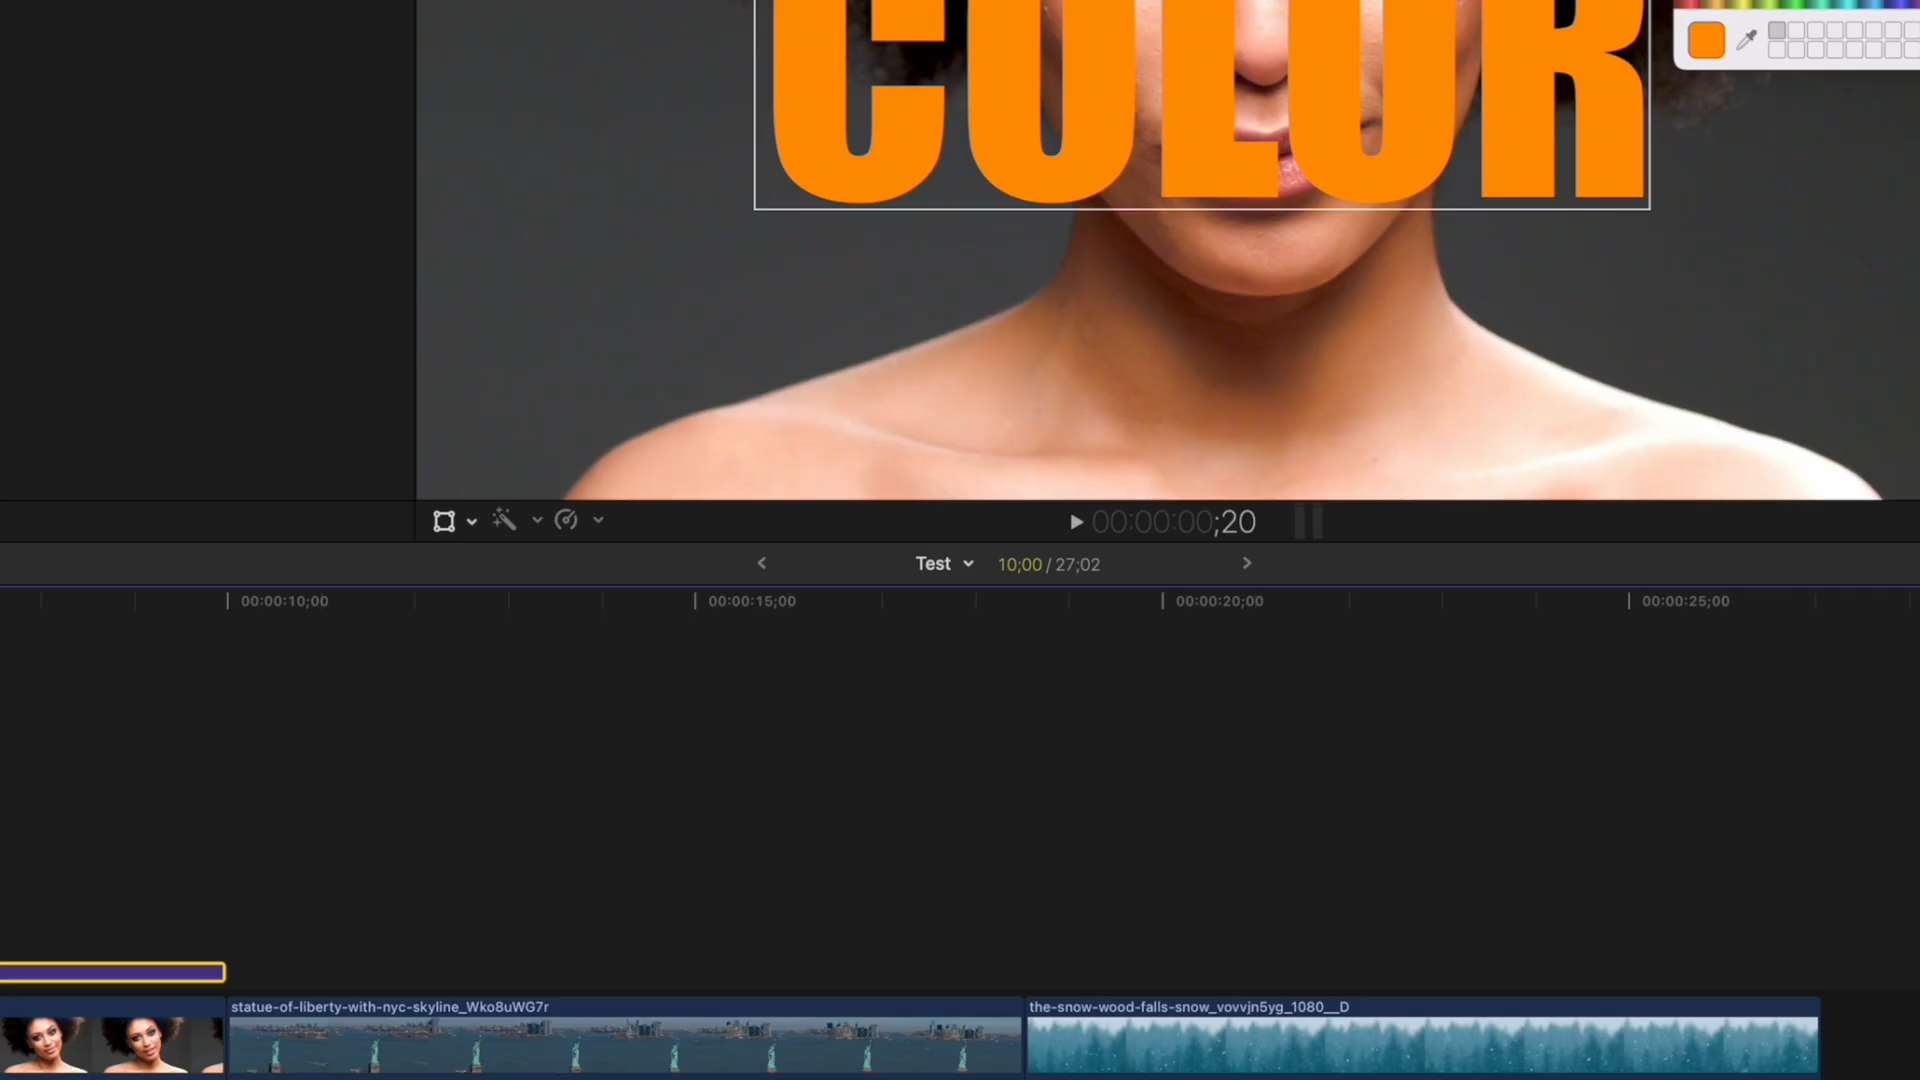 COLOR
00:00:00;20
Test 10;00 / 27;02
00:00:10;00 00:00:15;00 00:00:20;00 00:00:25;00
statue-of-liberty-with-nyc-skyline_Wko8uWG7r the-snow-wood-falls-snow_vovvjn5yg_1080__D